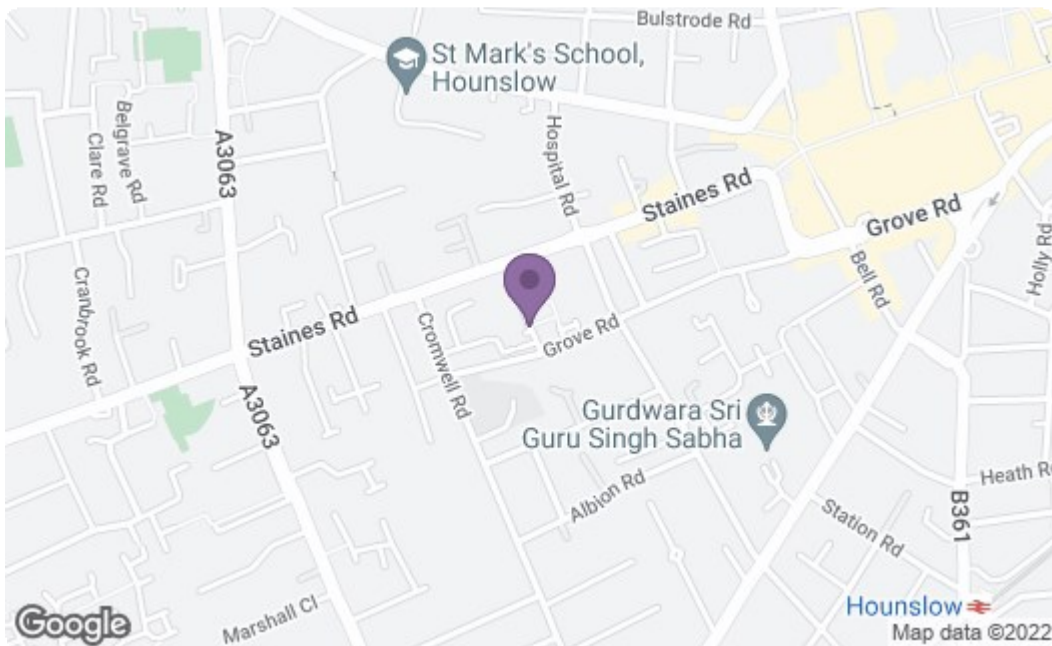 Bulstrode Rd
St Mark's School,
Hounslow
Belgrave Rd
Clare Rd
A3063
Hospital Rd
Staines Rd
Grove Rd
Holly Rd
Bell Rd
Cranbrook Rd
Staines Rd
Cromwell Rd
Grove Rd
A3063
Gurdwara Sri
Guru Singh Sabha
Albion Rd
Heath Rd
B361
Station Rd
Marshall Cl
Hounslow
Google
Map data ©2022